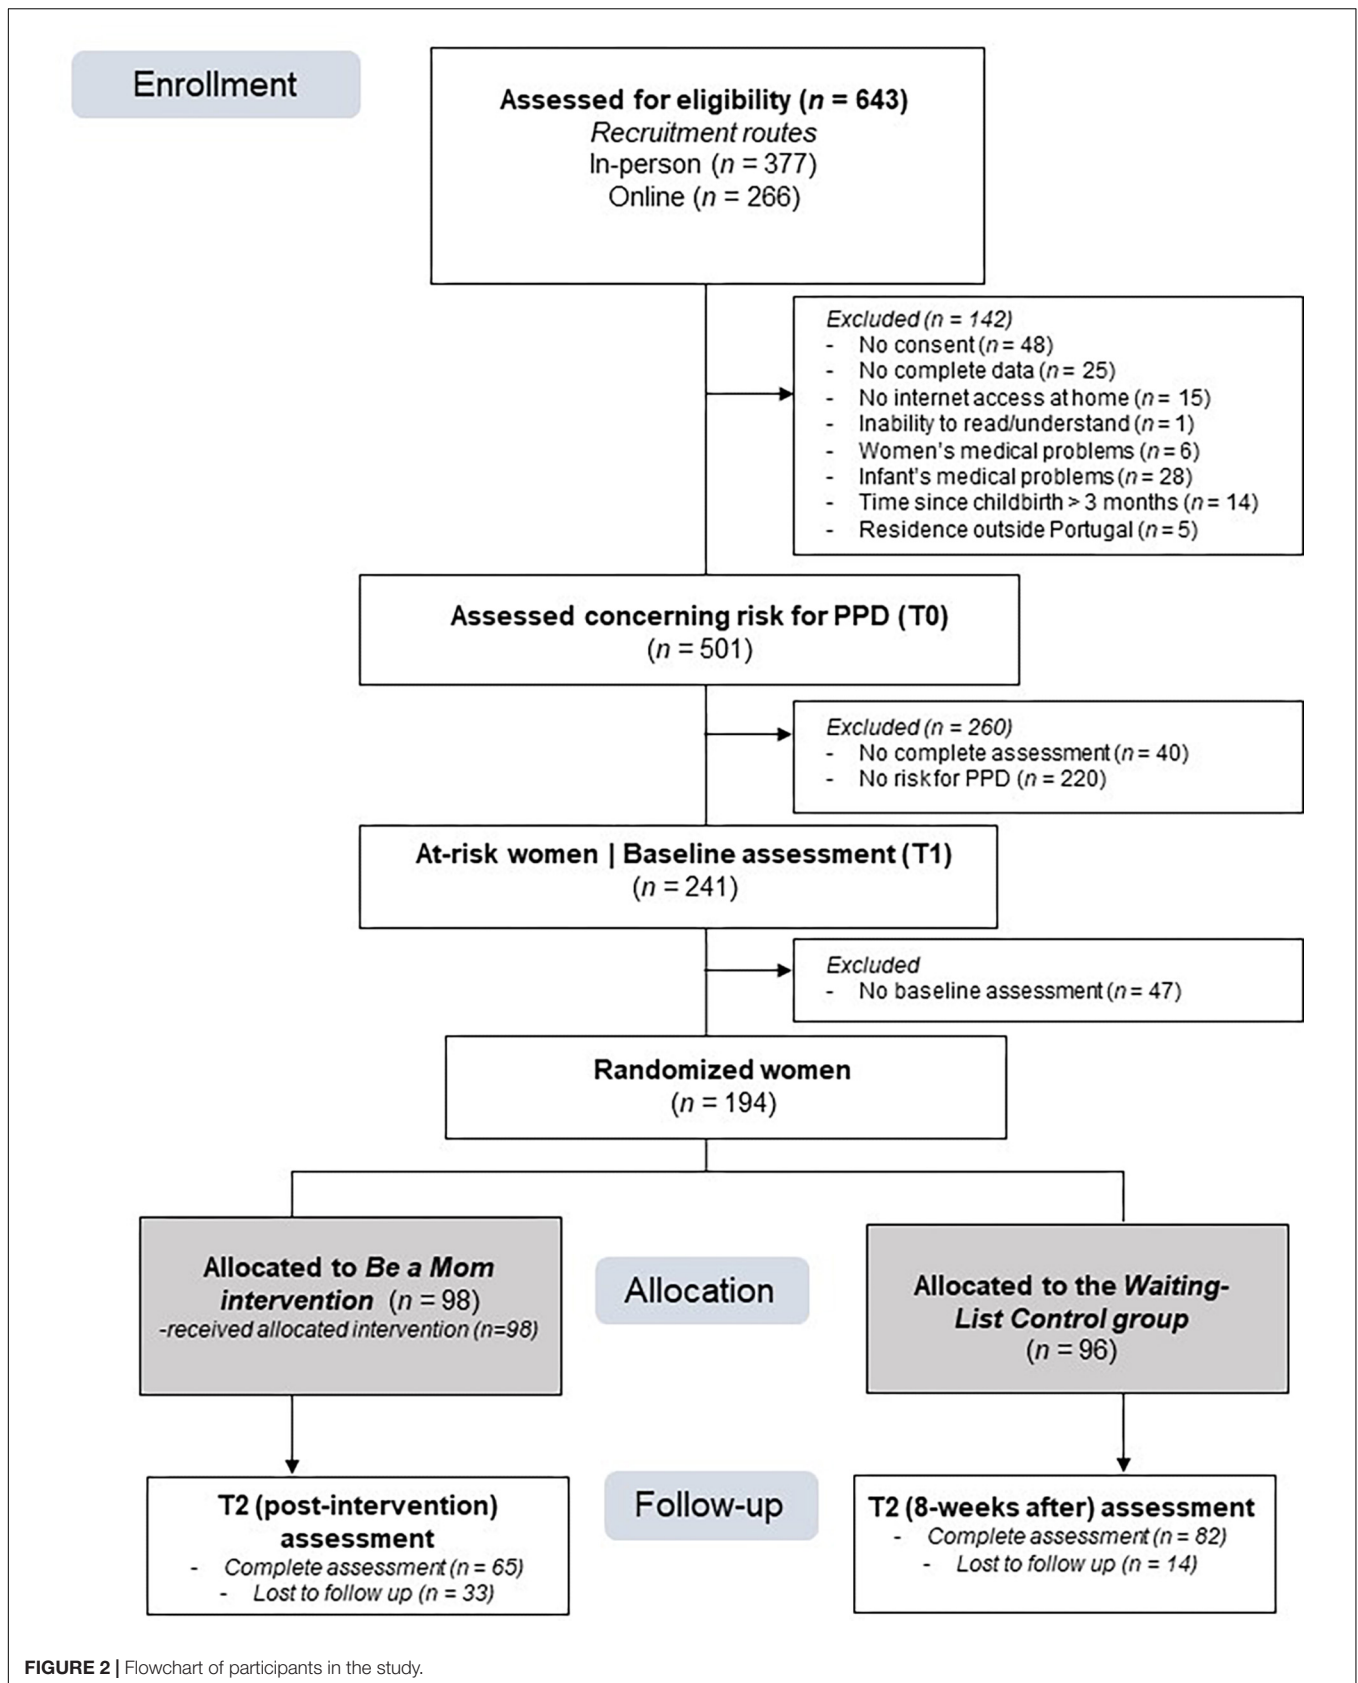 Enrollment
Assessed for eligibility (n = 643)
Recruitment routes
In-person (n = 377)
Online (n = 266)
Excluded (n = 142)
- No consent (n = 48)
- No complete data (n = 25)
- No internet access at home (n = 15)
- Inability to read/understand (n = 1)
- Women's medical problems (n = 6)
- Infant's medical problems (n = 28)
- Time since childbirth > 3 months (n = 14)
- Residence outside Portugal (n = 5)
Assessed concerning risk for PPD (T0)
(n = 501)
Excluded (n = 260)
- No complete assessment (n = 40)
- No risk for PPD (n = 220)
At-risk women | Baseline assessment (T1)
(n = 241)
Excluded
- No baseline assessment (n = 47)
Randomized women
(n = 194)
Allocated to Be a Mom
intervention (n = 98)
-received allocated intervention (n=98)
Allocation
Allocated to the Waiting-
List Control group
(n = 96)
T2 (post-intervention)
assessment
- Complete assessment (n = 65)
- Lost to follow up (n = 33)
Follow-up
T2 (8-weeks after) assessment
- Complete assessment (n = 82)
- Lost to follow up (n = 14)
FIGURE 2 | Flowchart of participants in the study.